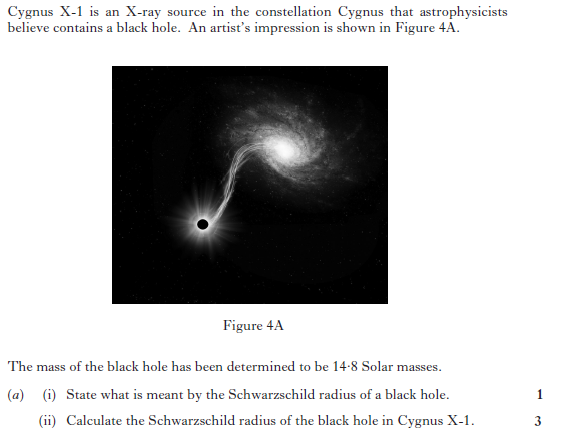 Cygnus X-1 is an X-ray source in the constellation Cygnus that astrophysicists
believe contains a black hole. An artist's impression is shown in Figure 4A.
Figure 4A
The mass of the black hole has been determined to be 14·8 Solar masses.
(a) (i) State what is meant by the Schwarzschild radius of a black hole. 1
(ii) Calculate the Schwarzschild radius of the black hole in Cygnus X-1. 3